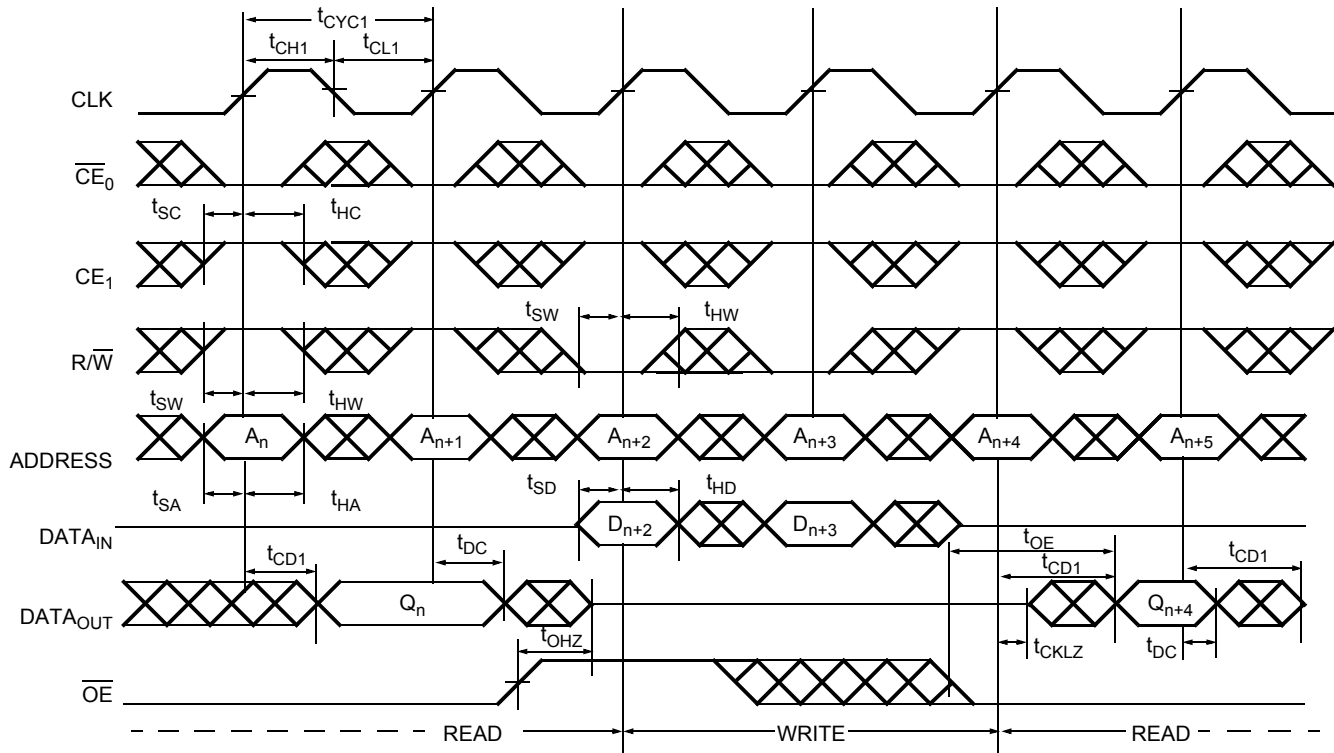 tCYC1
tCH1 tCL1
CLK
CE0
tSC tHC
CE1
tSW tHW
R/W
tSW tHW
An An+1 An+2 An+3 An+4 An+5
ADDRESS
tSA tHA tSD tHD
DATAIN Dn+2 Dn+3
tOE
tCD1 tDC tCD1 tCD1
DATAOUT Qn Qn+4
tOHZ tCKLZ tDC
OE
READ WRITE READ